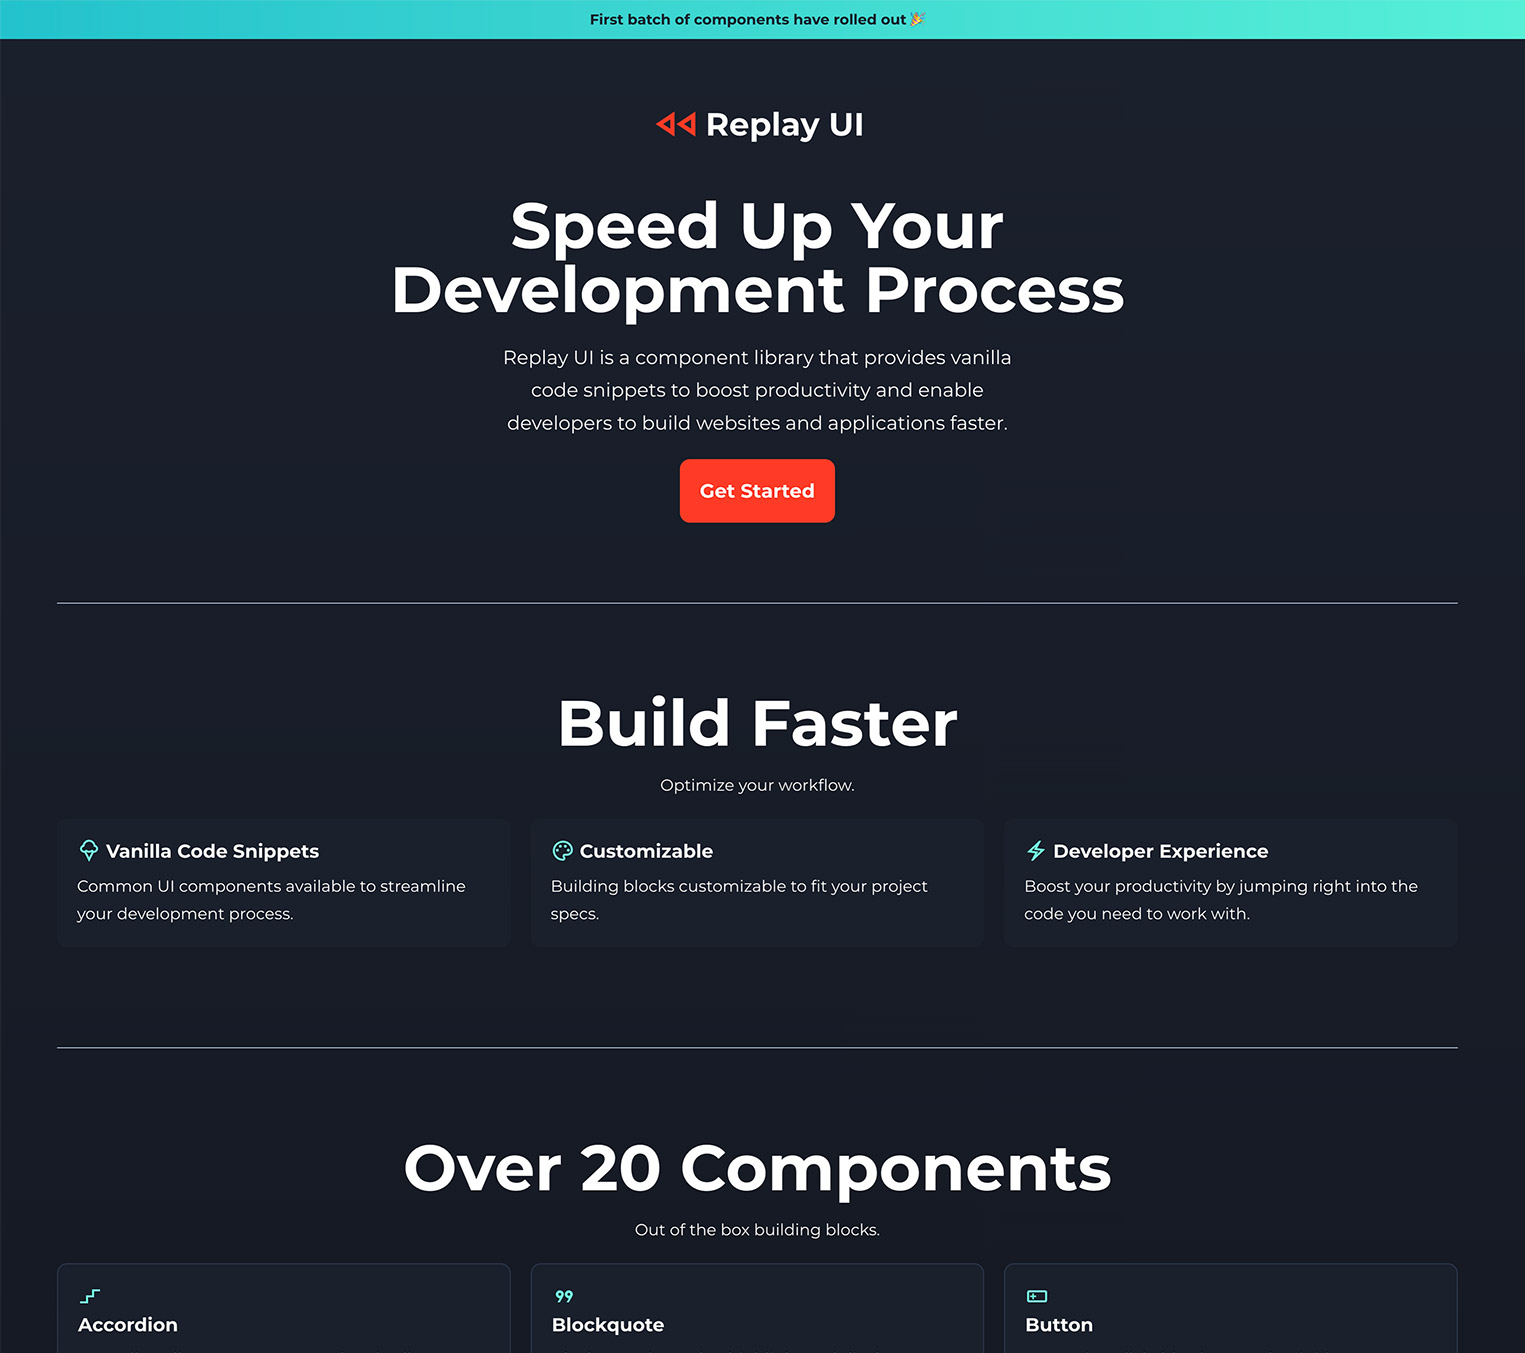 First batch of components have rolled out 🎉
Replay UI
Speed Up Your
Development Process
Replay UI is a component library that provides vanilla
code snippets to boost productivity and enable
developers to build websites and applications faster.
Get Started
Build Faster
Optimize your workflow.
Vanilla Code Snippets
Common UI components available to streamline
your development process.
Customizable
Building blocks customizable to fit your project
specs.
Developer Experience
Boost your productivity by jumping right into the
code you need to work with.
Over 20 Components
Out of the box building blocks.
Accordion
Blockquote
Button